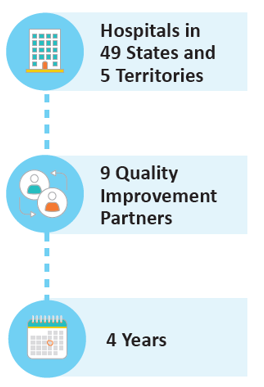 Hospitals in
49 States and
5 Territories
9 Quality
Improvement
Partners
4 Years